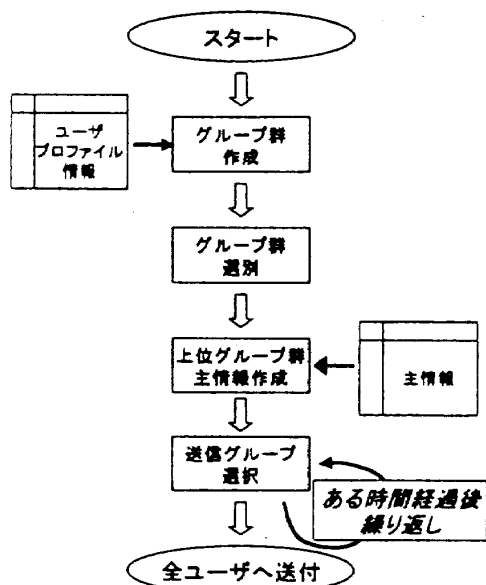 スタート
ユーザ
プロファイル
情報
グループ群
作成
グループ群
選別
上位グループ群
主情報作成
主情報
送信グループ
選択
ある時間経過後
繰り返し
全ユーザへ送付